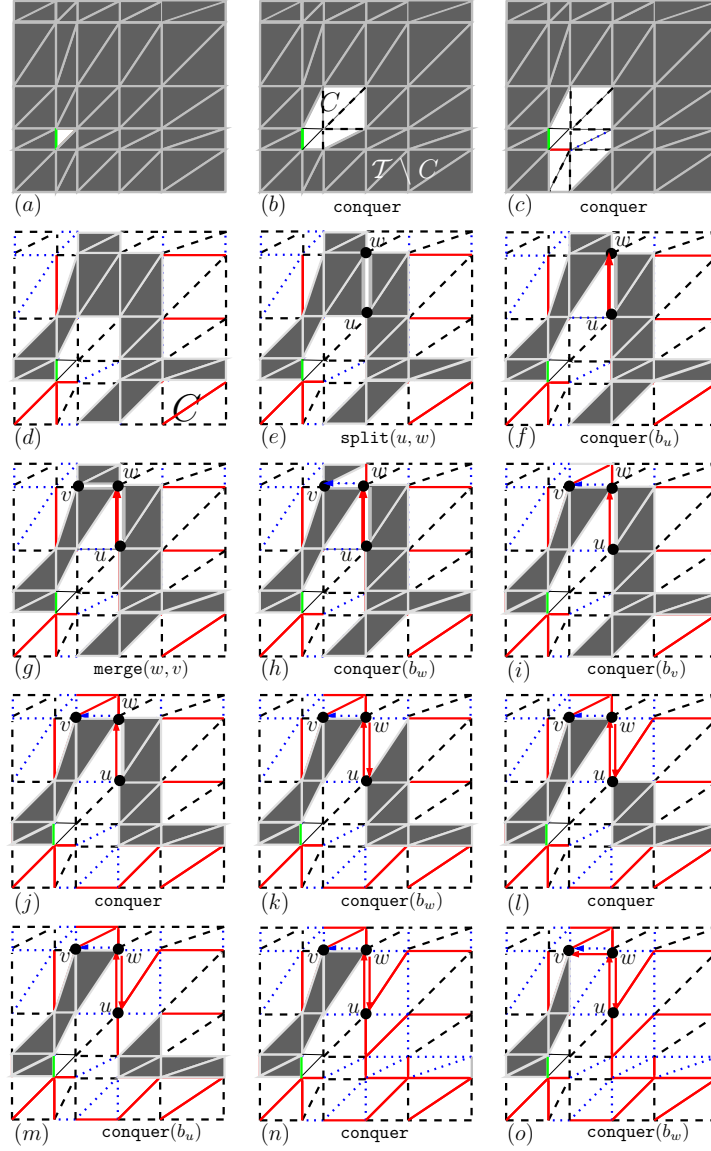 C
𝒯 \ C
(a) (b) conquer (c) conquer
w
u
C
w
u
w
u
(d) (e) split(u, w) (f) conquer(b_u)
v w
u
v w
u
v w
u
(g) merge(w, v) (h) conquer(b_w) (i) conquer(b_v)
v w
u
v w
u
v w
u
(j) conquer (k) conquer(b_w) (l) conquer
v w
u
v w
u
v w
u
(m) conquer(b_u) (n) conquer (o) conquer(b_w)